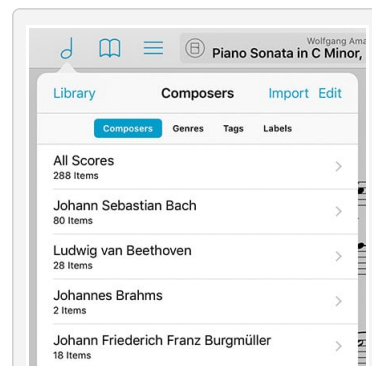 Wolfgang Ama
Piano Sonata in C Minor,
Library Composers Import Edit
Composers Genres Tags Labels
All Scores
288 Items
Johann Sebastian Bach
80 Items
Ludwig van Beethoven
28 Items
Johannes Brahms
2 Items
Johann Friederich Franz Burgmüller
18 Items